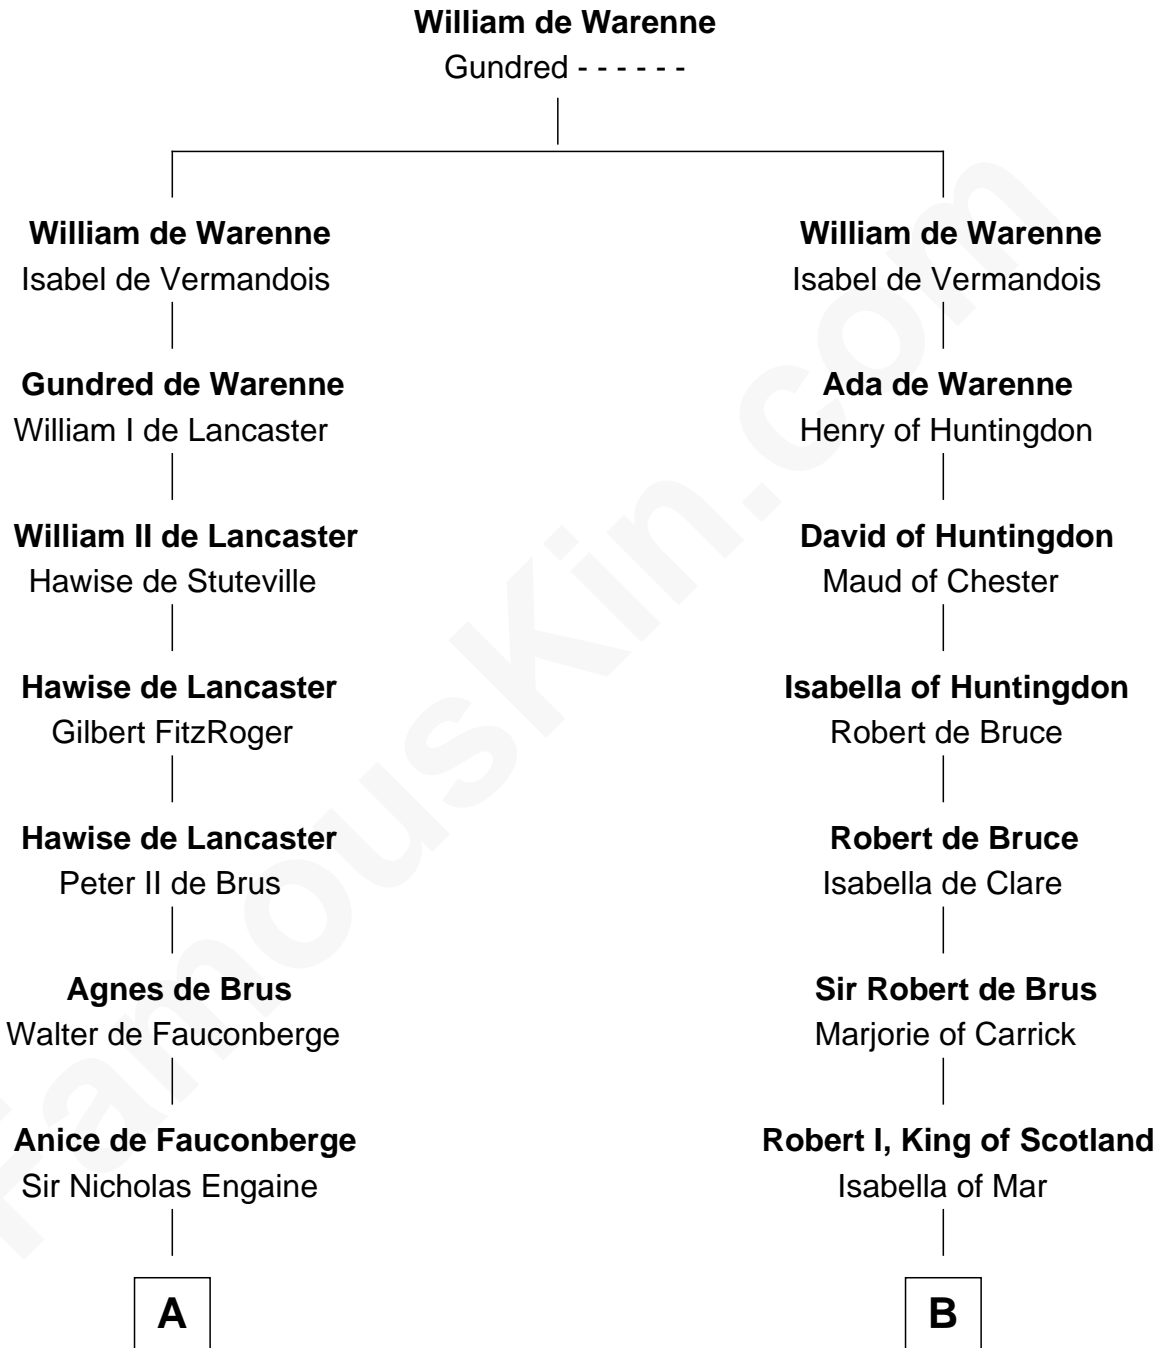 William de Warenne
Gundred - - - - - -
William de Warenne
Isabel de Vermandois
William de Warenne
Isabel de Vermandois
Gundred de Warenne
William I de Lancaster
Ada de Warenne
Henry of Huntingdon
William II de Lancaster
Hawise de Stuteville
David of Huntingdon
Maud of Chester
Hawise de Lancaster
Gilbert FitzRoger
Isabella of Huntingdon
Robert de Bruce
Hawise de Lancaster
Peter II de Brus
Robert de Bruce
Isabella de Clare
Agnes de Brus
Walter de Fauconberge
Sir Robert de Brus
Marjorie of Carrick
Anice de Fauconberge
Sir Nicholas Engaine
Robert I, King of Scotland
Isabella of Mar
A
B
FamousKin.com